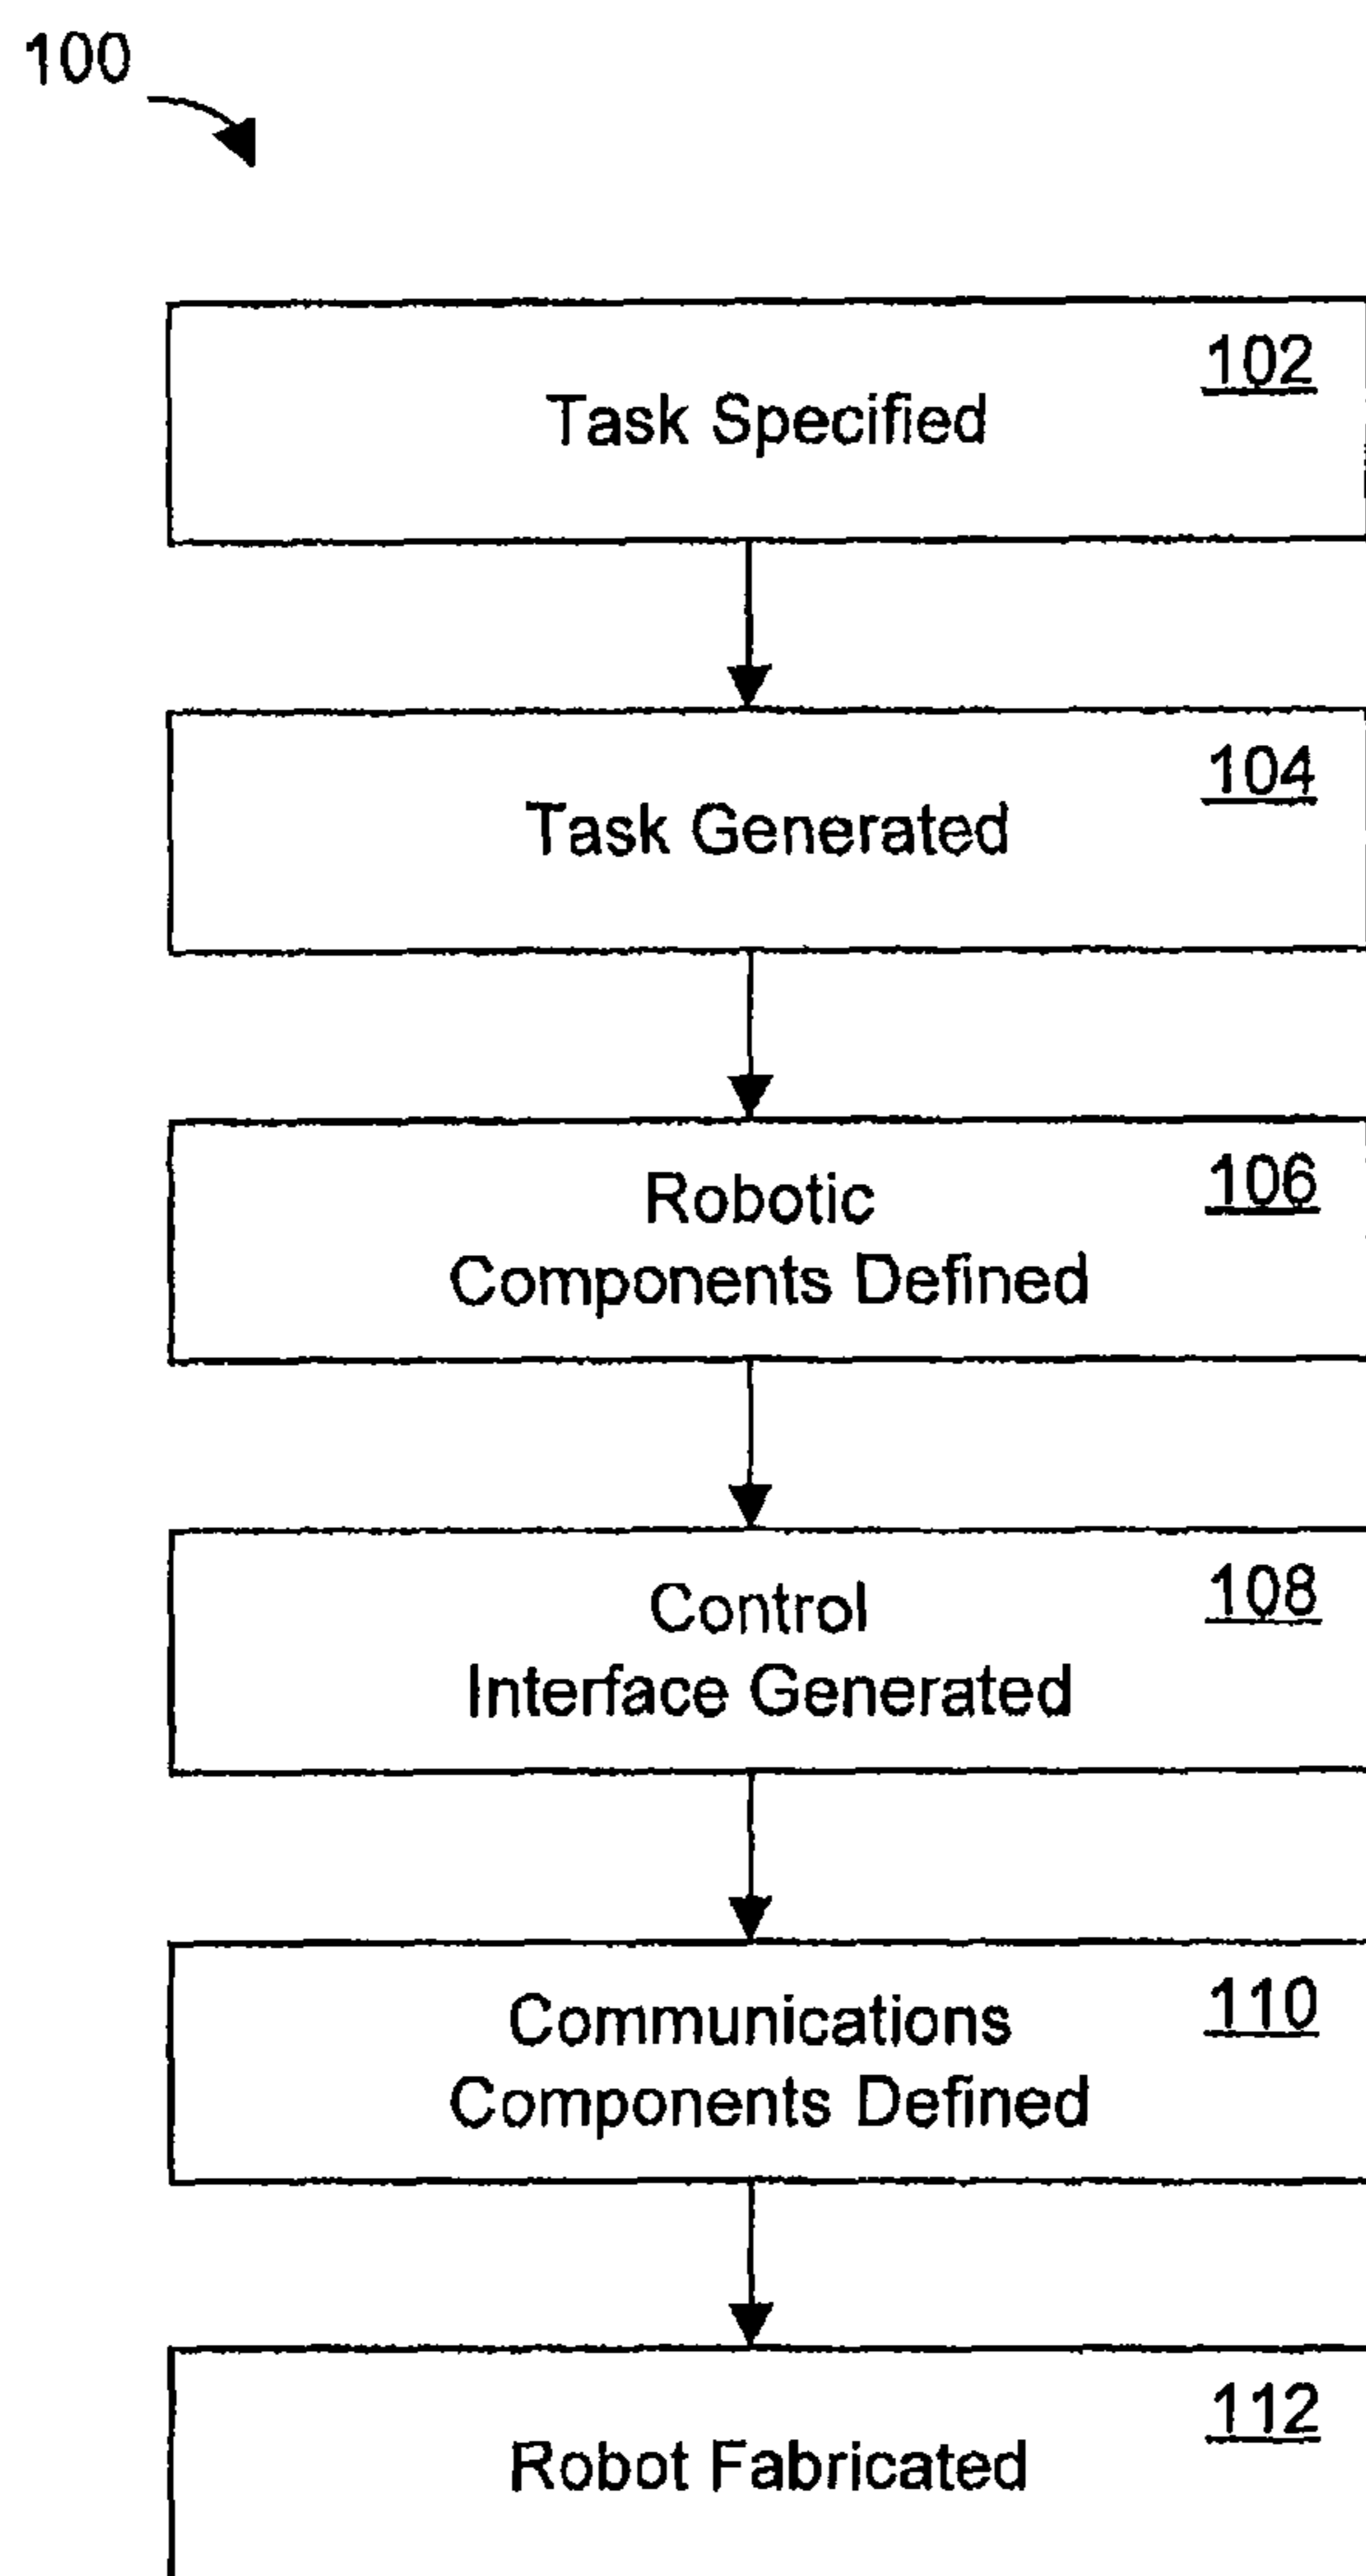 100
102
Task Specified
104
Task Generated
106
Robotic
Components Defined
108
Control
Interface Generated
110
Communications
Components Defined
112
Robot Fabricated